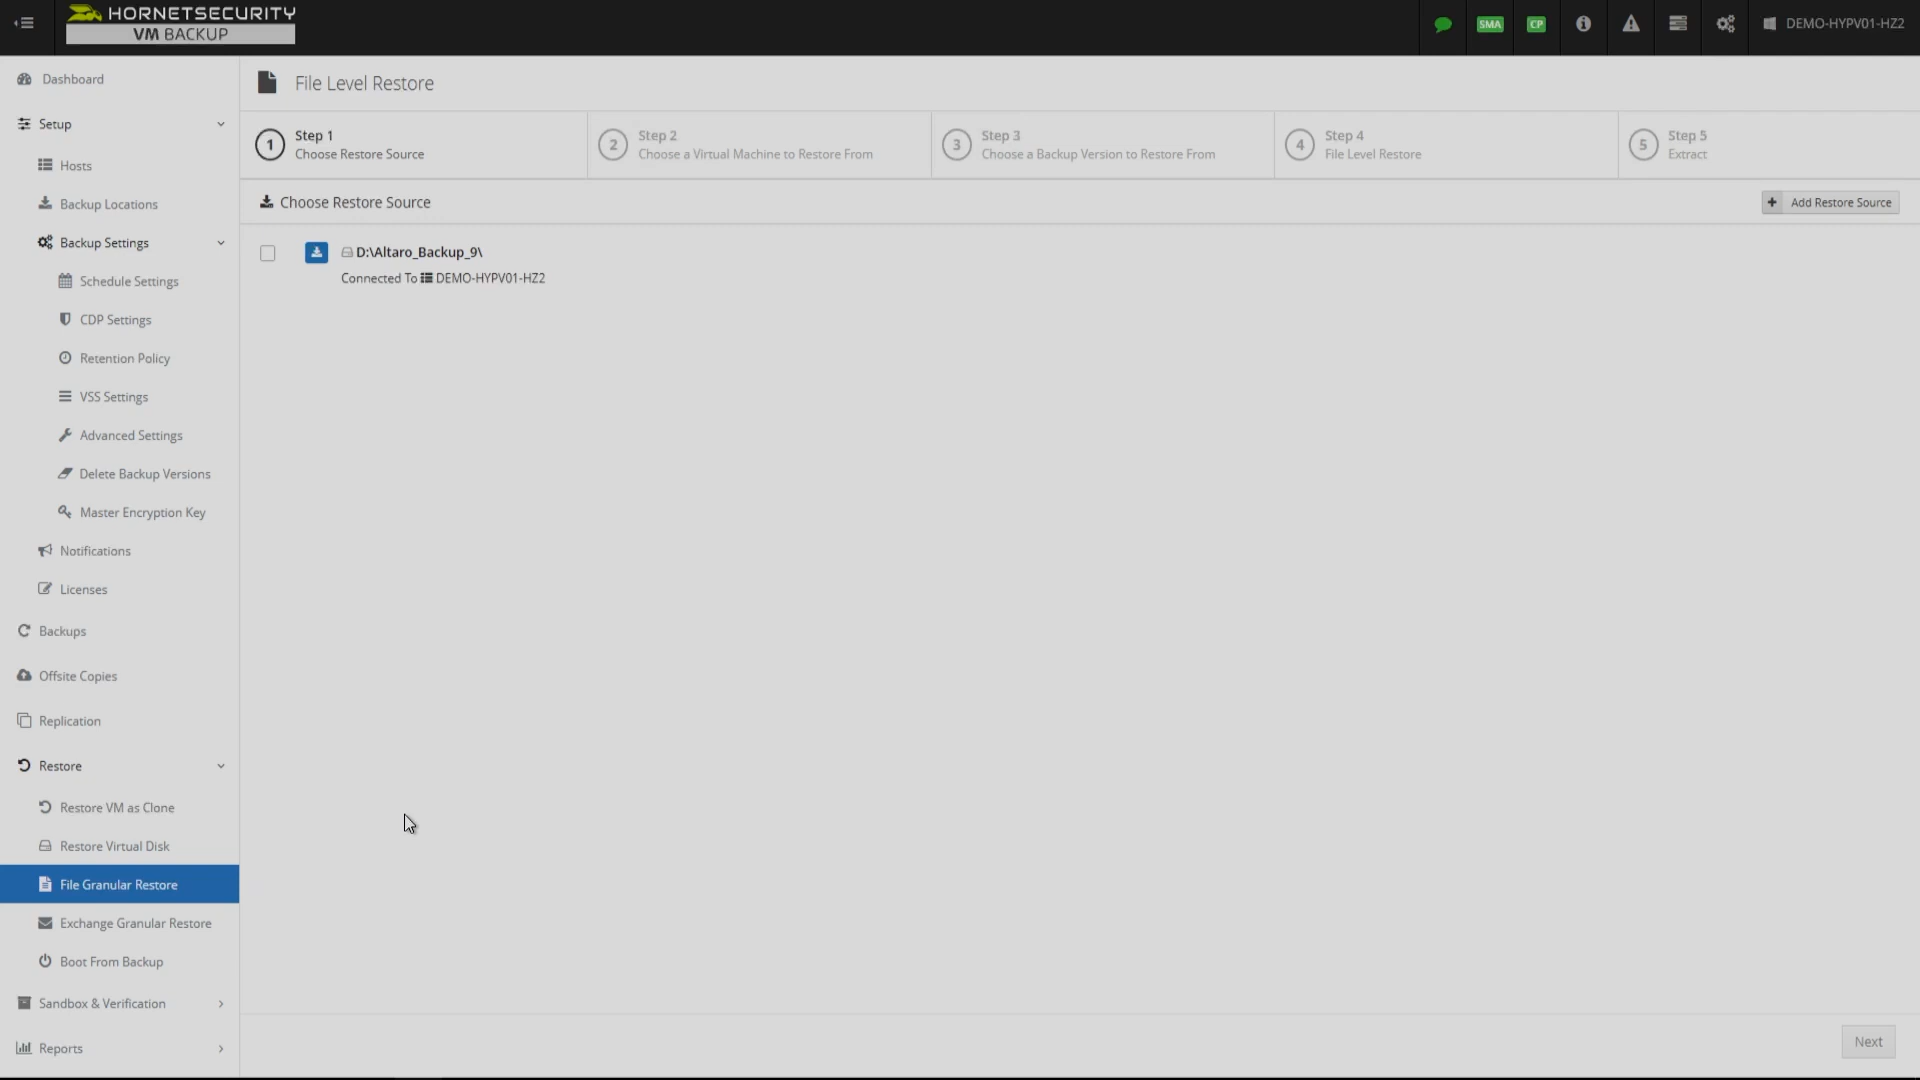 HORNETSECURITY
VM BACKUP
SMA
CP
DEMO-HYPV01-HZ2
Dashboard
Setup
Hosts
Backup Locations
Backup Settings
Schedule Settings
CDP Settings
Retention Policy
VSS Settings
Advanced Settings
Delete Backup Versions
Master Encryption Key
Notifications
Licenses
Backups
Offsite Copies
Replication
Restore
Restore VM as Clone
Restore Virtual Disk
File Granular Restore
Exchange Granular Restore
Boot From Backup
Sandbox & Verification
Reports
File Level Restore
1
Step 1
Choose Restore Source
2
Step 2
Choose a Virtual Machine to Restore From
3
Step 3
Choose a Backup Version to Restore From
4
Step 4
File Level Restore
5
Step 5
Extract
Choose Restore Source
+ Add Restore Source
D:\Altaro_Backup_9\
Connected To DEMO-HYPV01-HZ2
Next